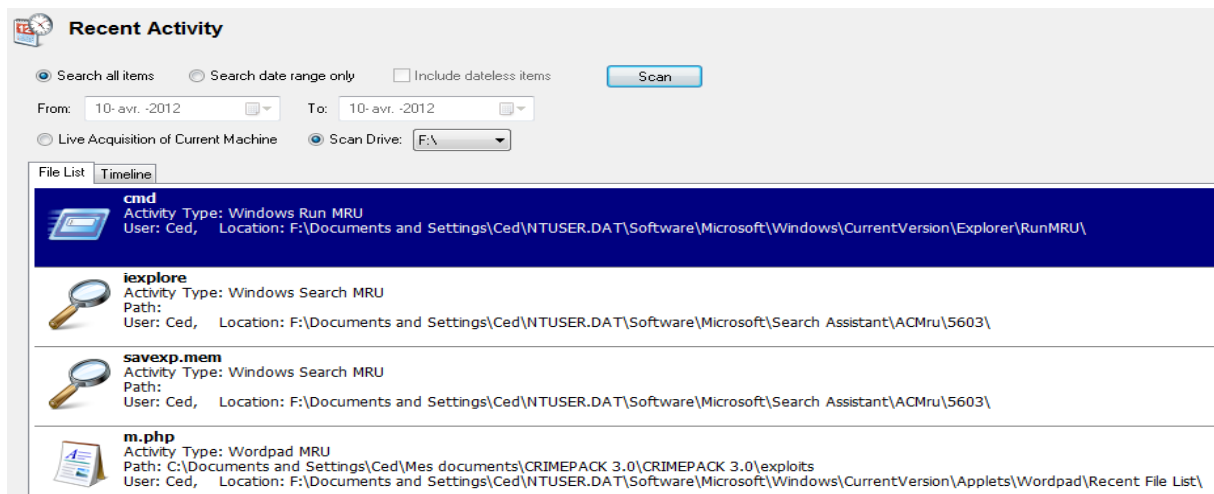 Recent Activity
Search all items Search date range only Include dateless items Scan
From: 10- avr. -2012 To: 10- avr. -2012
Live Acquisition of Current Machine Scan Drive: F:\
File List Timeline
cmd
Activity Type: Windows Run MRU
User: Ced, Location: F:\Documents and Settings\Ced\NTUSER.DAT\Software\Microsoft\Windows\CurrentVersion\Explorer\RunMRU\
iexplore
Activity Type: Windows Search MRU
Path:
User: Ced, Location: F:\Documents and Settings\Ced\NTUSER.DAT\Software\Microsoft\Search Assistant\ACMru\5603\
savexp.mem
Activity Type: Windows Search MRU
Path:
User: Ced, Location: F:\Documents and Settings\Ced\NTUSER.DAT\Software\Microsoft\Search Assistant\ACMru\5603\
m.php
Activity Type: Wordpad MRU
Path: C:\Documents and Settings\Ced\Mes documents\CRIMEPACK 3.0\CRIMEPACK 3.0\exploits
User: Ced, Location: F:\Documents and Settings\Ced\NTUSER.DAT\Software\Microsoft\Windows\CurrentVersion\Applets\Wordpad\Recent File List\